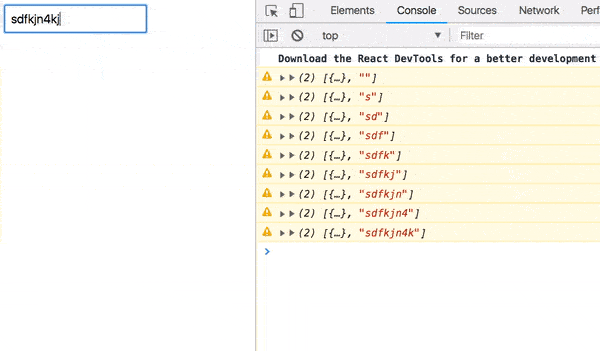 sdfkjn4kj
Elements Console Sources Network Perf
top Filter
Download the React DevTools for a better development
(2) [{…}, ""]
(2) [{…}, "s"]
(2) [{…}, "sd"]
(2) [{…}, "sdf"]
(2) [{…}, "sdfk"]
(2) [{…}, "sdfkj"]
(2) [{…}, "sdfkjn"]
(2) [{…}, "sdfkjn4"]
(2) [{…}, "sdfkjn4k"]